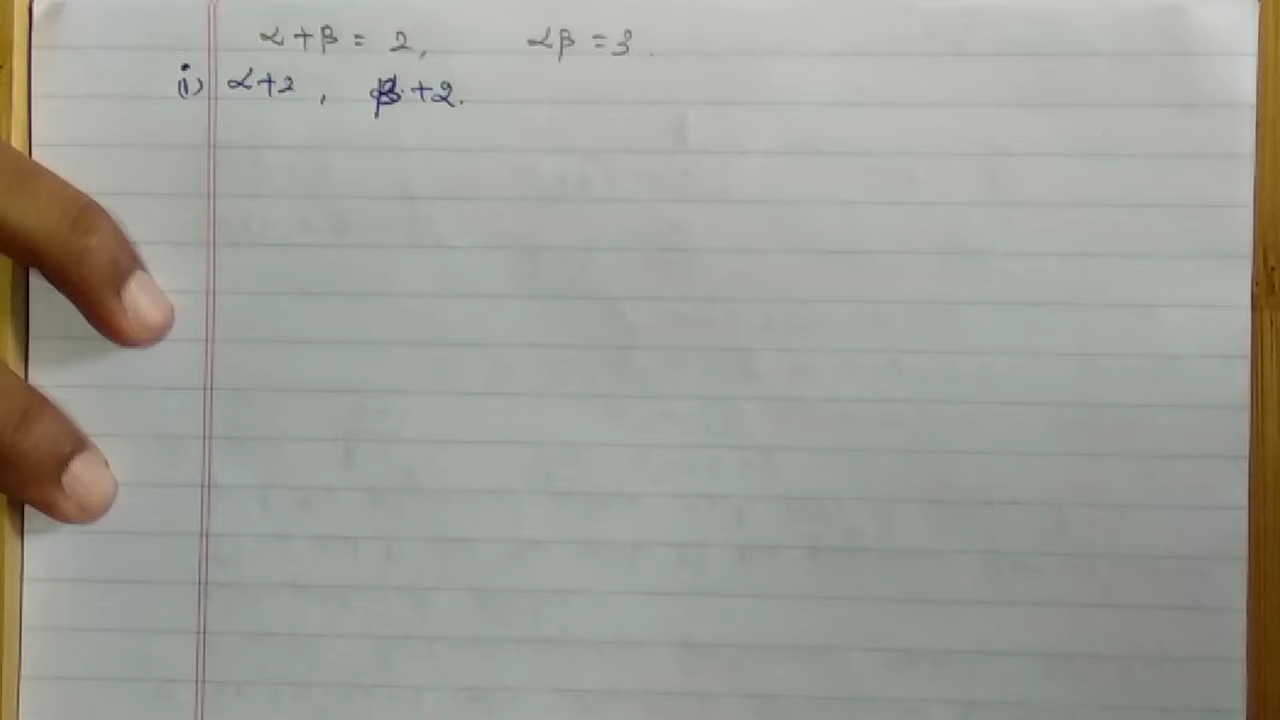 α + β = 2, αβ = 3.
(i) α+2, β+2.